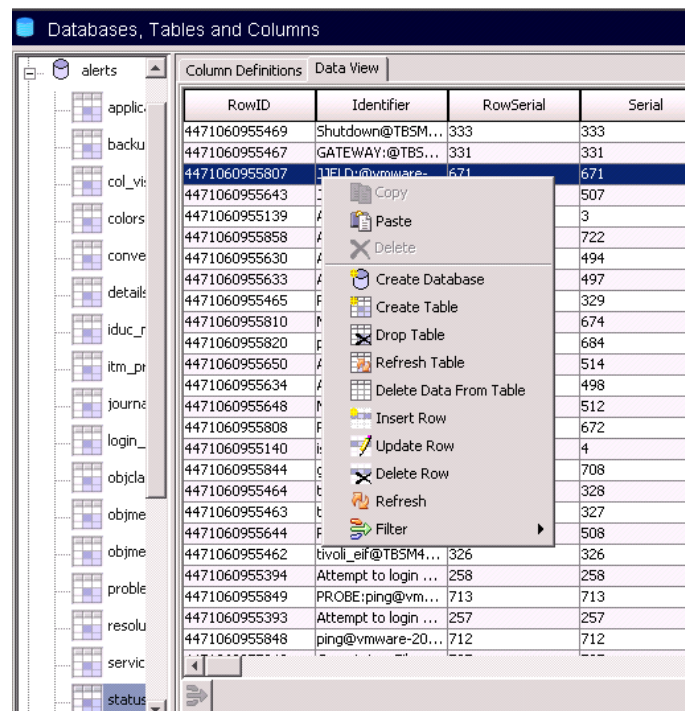 Databases, Tables and Columns
alerts
Column Definitions Data View
RowID Identifier RowSerial Serial
4471060955469 Shutdown@TBSM... 333 333
4471060955467 GATEWAY:@TBS... 331 331
4471060955807 671 671
4471060955643 507
4471060955139 3
4471060955858 722
4471060955630 494
4471060955633 497
4471060955465 329
4471060955810 674
4471060955820 684
4471060955650 514
4471060955634 498
4471060955648 512
4471060955808 672
4471060955140 4
4471060955844 708
4471060955464 328
4471060955463 327
4471060955644 508
4471060955462 tivoli_eif@TBSM4... 326 326
4471060955394 Attempt to login ... 258 258
4471060955849 PROBE:ping@vm... 713 713
4471060955393 Attempt to login ... 257 257
4471060955848 ping@vmware-20... 712 712
applic
backu
col_vi
colors
conve
details
iduc_
itm_pr
journa
login_
objcla
objme
objme
proble
resolu
servic
status
Copy
Paste
Delete
Create Database
Create Table
Drop Table
Refresh Table
Delete Data From Table
Insert Row
Update Row
Delete Row
Refresh
Filter